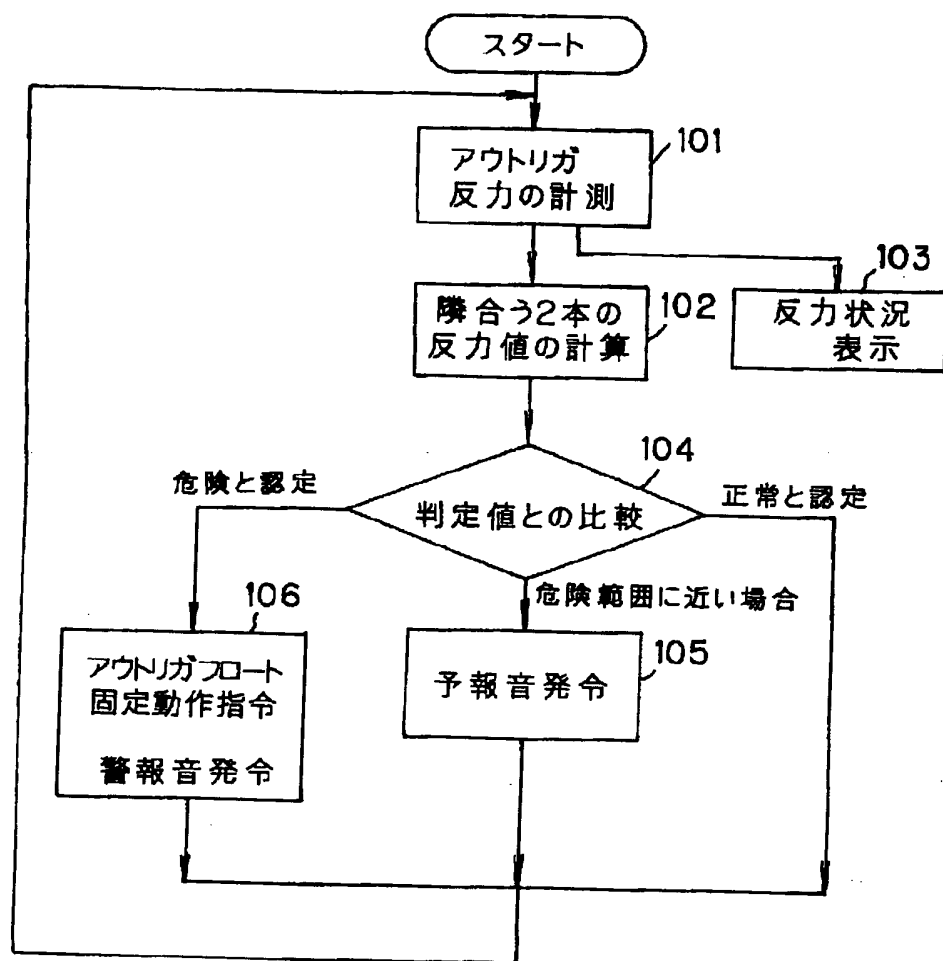 スタート
アウトリガ
反力の計測
101
103
反力状況
表示
隣合う2本の
反力値の計算
102
104
判定値との比較
危険と認定
正常と認定
危険範囲に近い場合
106
アウトリガフロート
固定動作指令
警報音発令
予報音発令
105